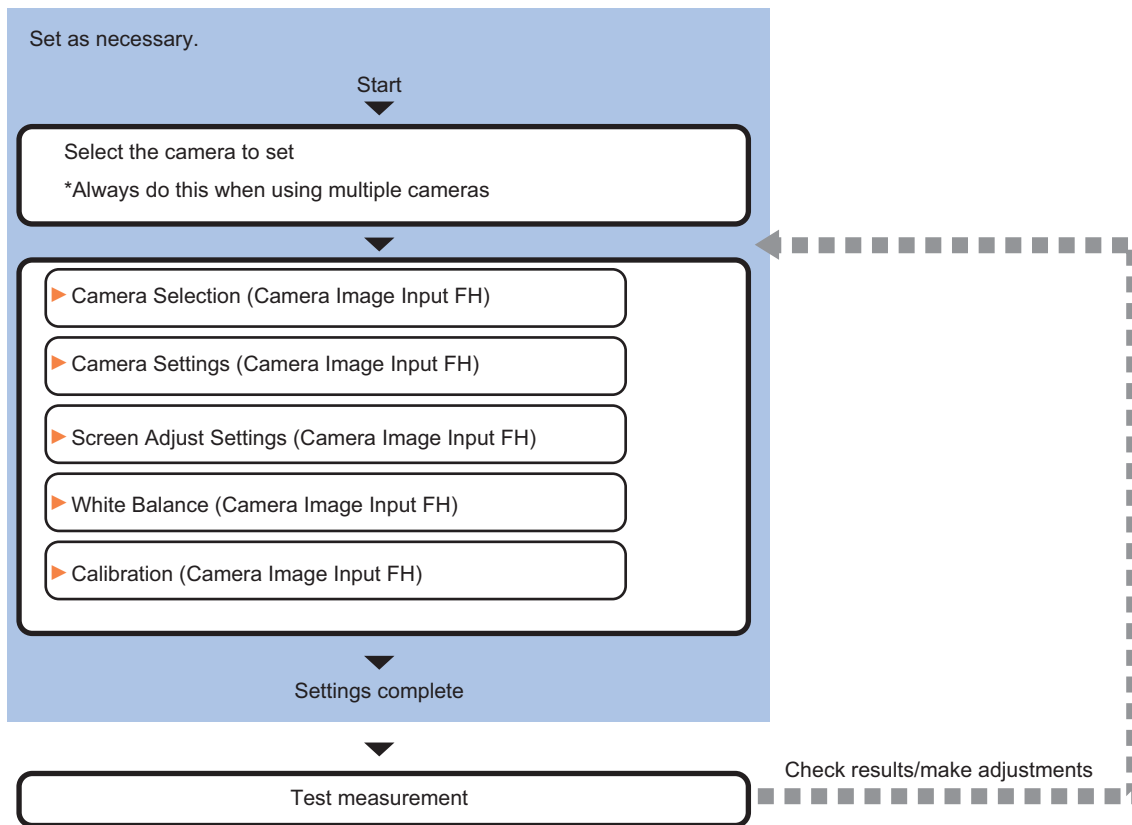 Set as necessary.
Start
Select the camera to set
*Always do this when using multiple cameras
Camera Selection (Camera Image Input FH)
Camera Settings (Camera Image Input FH)
Screen Adjust Settings (Camera Image Input FH)
White Balance (Camera Image Input FH)
Calibration (Camera Image Input FH)
Settings complete
Check results/make adjustments
Test measurement